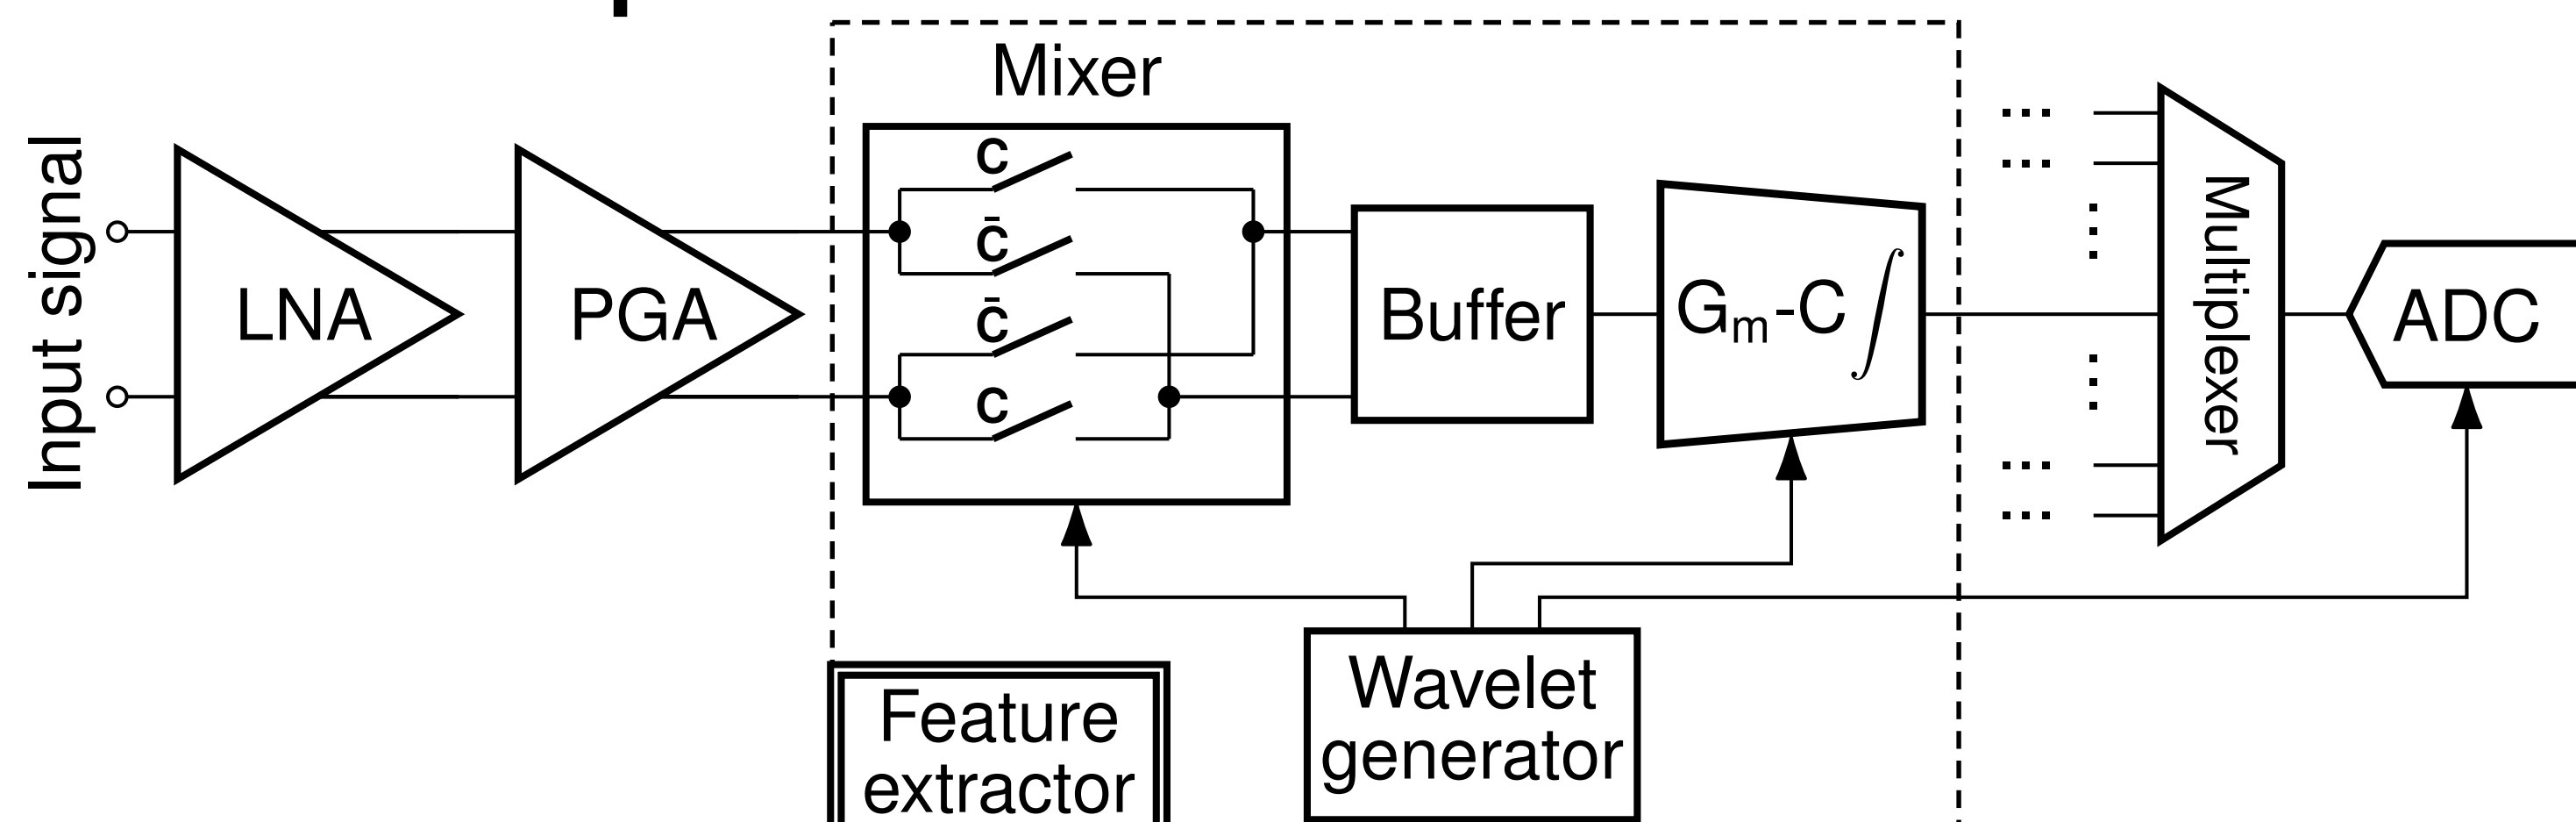 Mixer
Input signal
LNA
PGA
C
C̄
C̄
C
Buffer
Gₘ-C∫
Multiplexer
ADC
Wavelet
generator
Feature
extractor